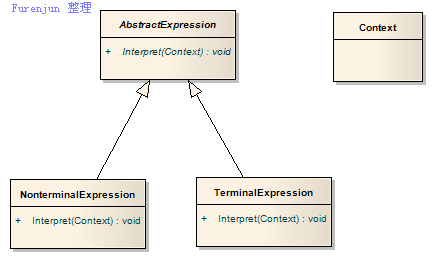 Furenjun 整理
AbstractExpression
+ Interpret(Context) : void
Context
NonterminalExpression
+ Interpret(Context) : void
TerminalExpression
+ Interpret(Context) : void